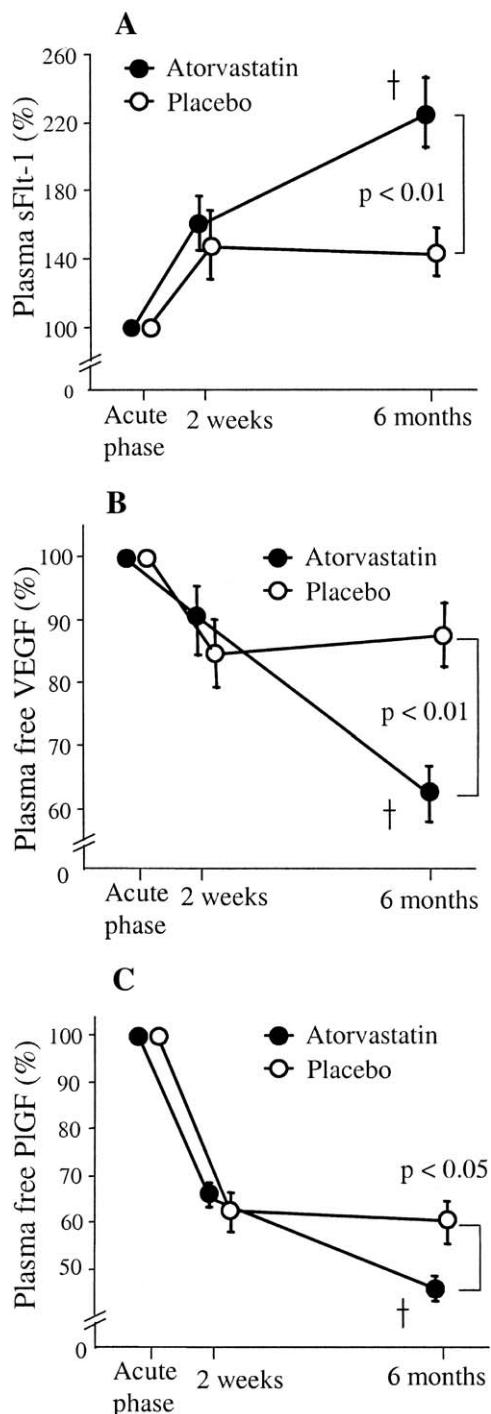 A
Plasma sFlt-1 (%)
260
220
180
140
100
0
Atorvastatin
Placebo
†
p < 0.01
Acute
phase
2 weeks
6 months
B
Plasma free VEGF (%)
100
90
80
70
60
0
Atorvastatin
Placebo
p < 0.01
†
Acute
phase
2 weeks
6 months
C
Plasma free PlGF (%)
100
90
80
70
60
50
0
Atorvastatin
Placebo
p < 0.05
†
Acute
phase
2 weeks
6 months